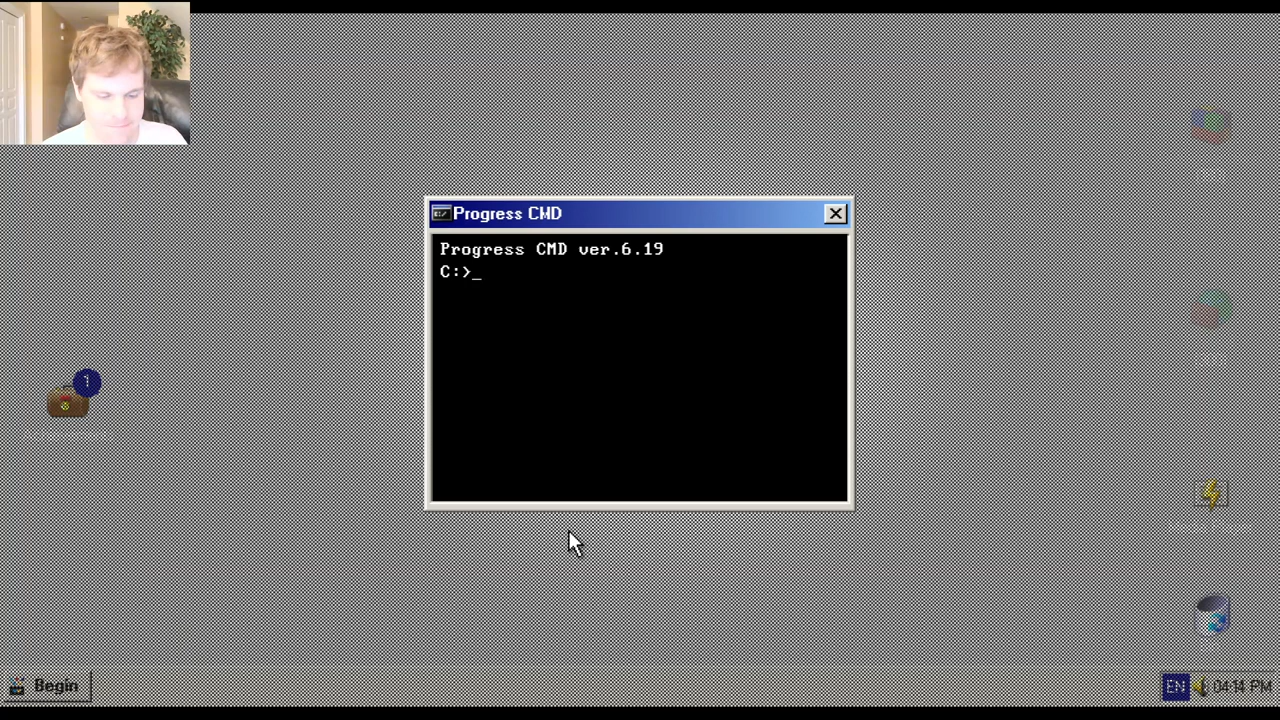 Progress CMD
Progress CMD ver.6.19
C:>_
1
Begin
EN
04:14 PM